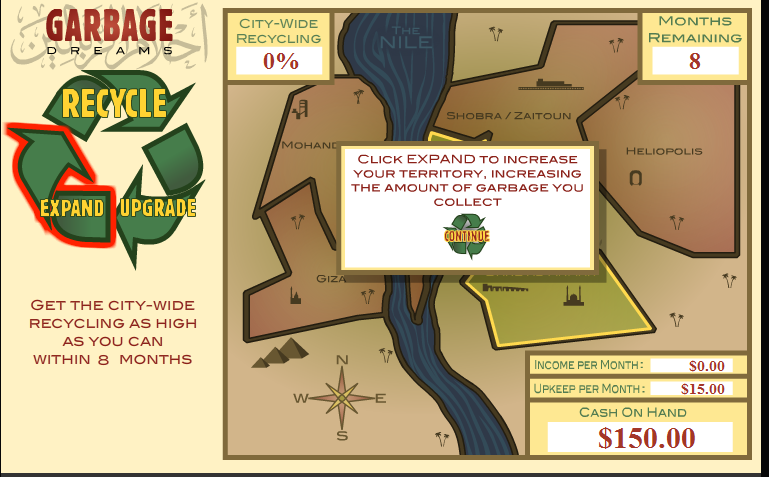 GARBAGE
DREAMS
RECYCLE
EXPAND
UPGRADE
GET THE CITY-WIDE
RECYCLING AS HIGH
AS YOU CAN
WITHIN 8 MONTHS
CITY-WIDE
RECYCLING
0%
THE
NILE
MONTHS
REMAINING
8
SHOBRA / ZAITOUN
MOHAND
HELIOPOLIS
CLICK EXPAND TO INCREASE
YOUR TERRITORY, INCREASING
THE AMOUNT OF GARBAGE YOU
COLLECT
CONTINUE
GIZA
N
W
E
S
INCOME PER MONTH: $0.00
UPKEEP PER MONTH: $15.00
CASH ON HAND
$150.00